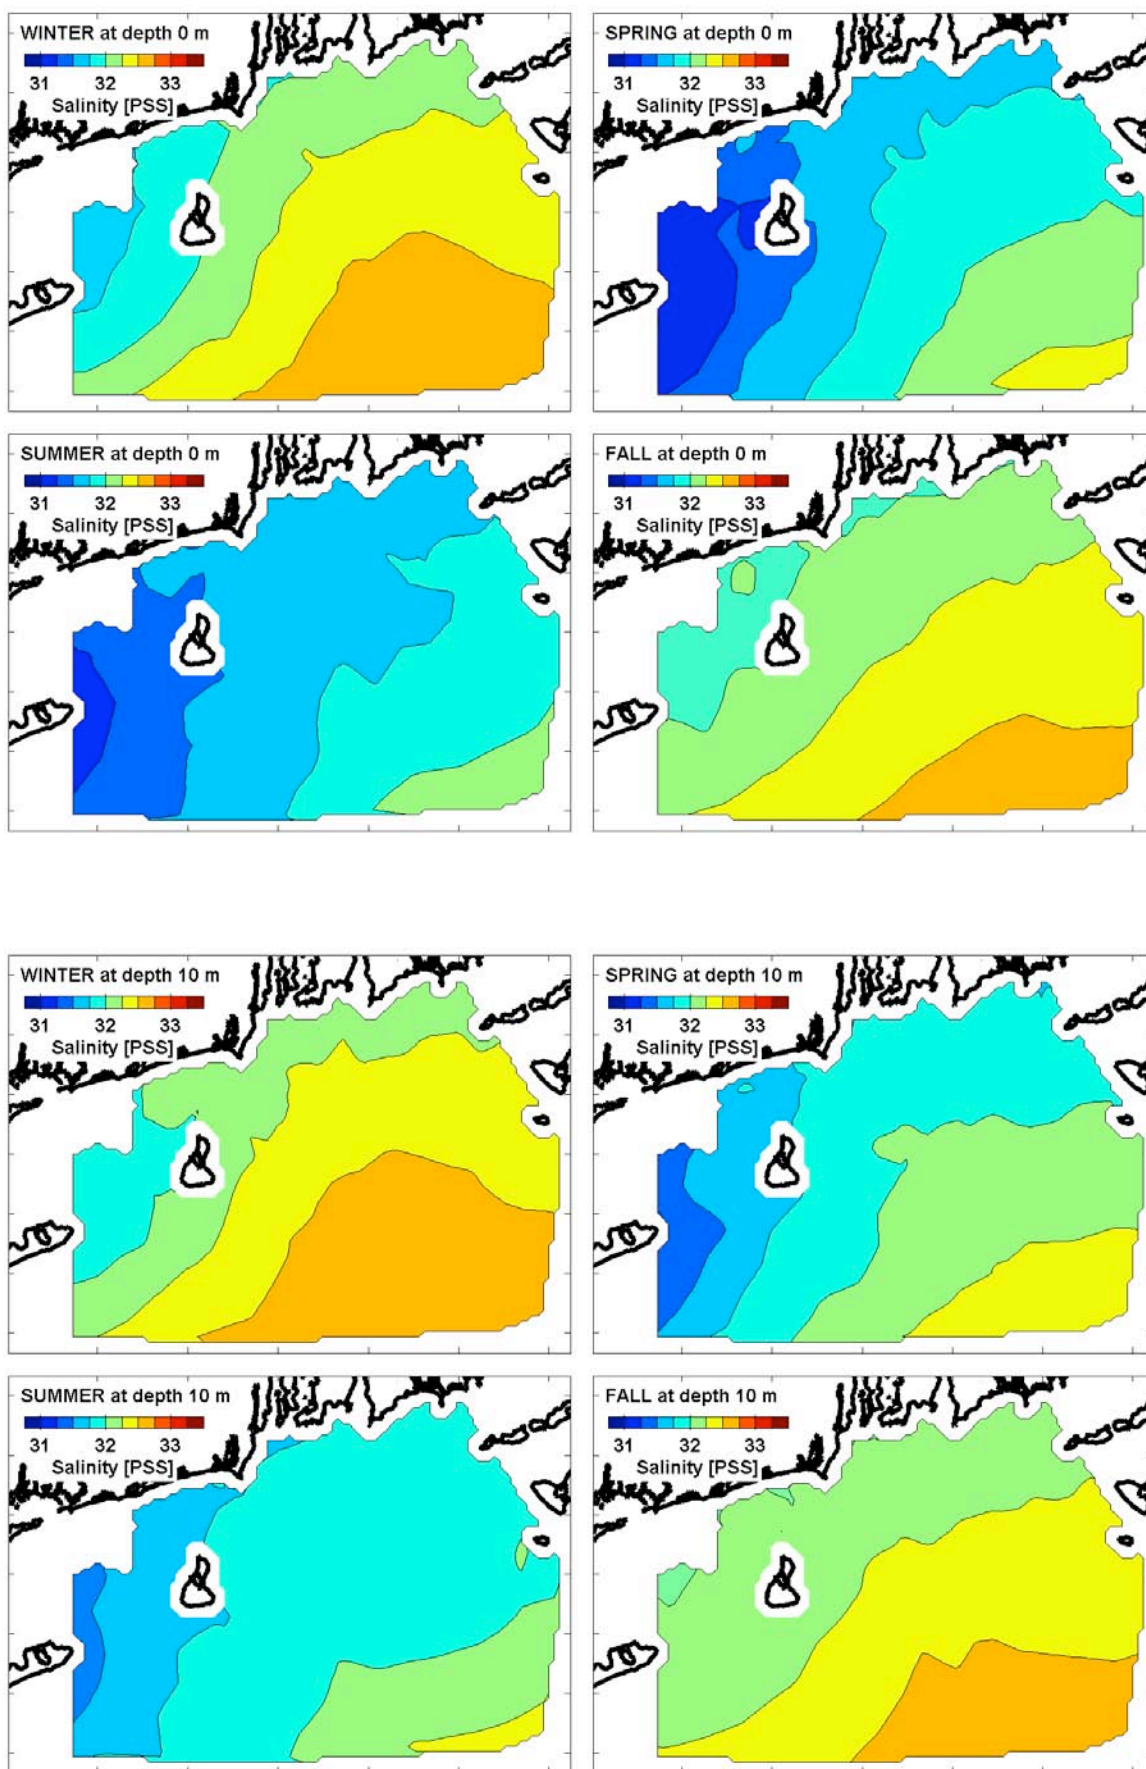 WINTER at depth 0 m
31 32 33
Salinity [PSS]
SPRING at depth 0 m
31 32 33
Salinity [PSS]
SUMMER at depth 0 m
31 32 33
Salinity [PSS]
FALL at depth 0 m
31 32 33
Salinity [PSS]
WINTER at depth 10 m
31 32 33
Salinity [PSS]
SPRING at depth 10 m
31 32 33
Salinity [PSS]
SUMMER at depth 10 m
31 32 33
Salinity [PSS]
FALL at depth 10 m
31 32 33
Salinity [PSS]